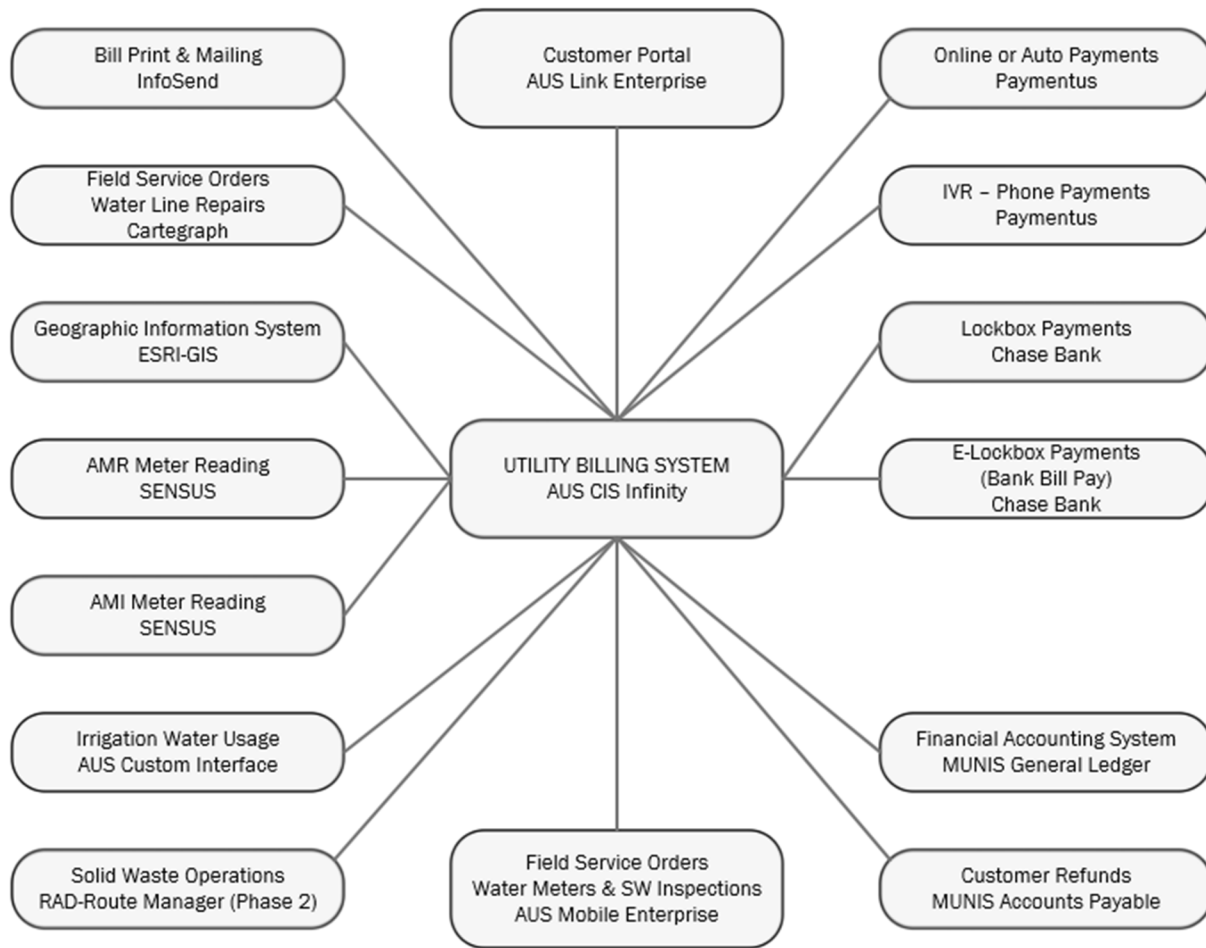 Bill Print & Mailing
InfoSend
Customer Portal
AUS Link Enterprise
Online or Auto Payments
Paymentus
Field Service Orders
Water Line Repairs
Cartegraph
IVR – Phone Payments
Paymentus
Geographic Information System
ESRI-GIS
Lockbox Payments
Chase Bank
AMR Meter Reading
SENSUS
UTILITY BILLING SYSTEM
AUS CIS Infinity
E-Lockbox Payments
(Bank Bill Pay)
Chase Bank
AMI Meter Reading
SENSUS
Irrigation Water Usage
AUS Custom Interface
Financial Accounting System
MUNIS General Ledger
Solid Waste Operations
RAD-Route Manager (Phase 2)
Field Service Orders
Water Meters & SW Inspections
AUS Mobile Enterprise
Customer Refunds
MUNIS Accounts Payable